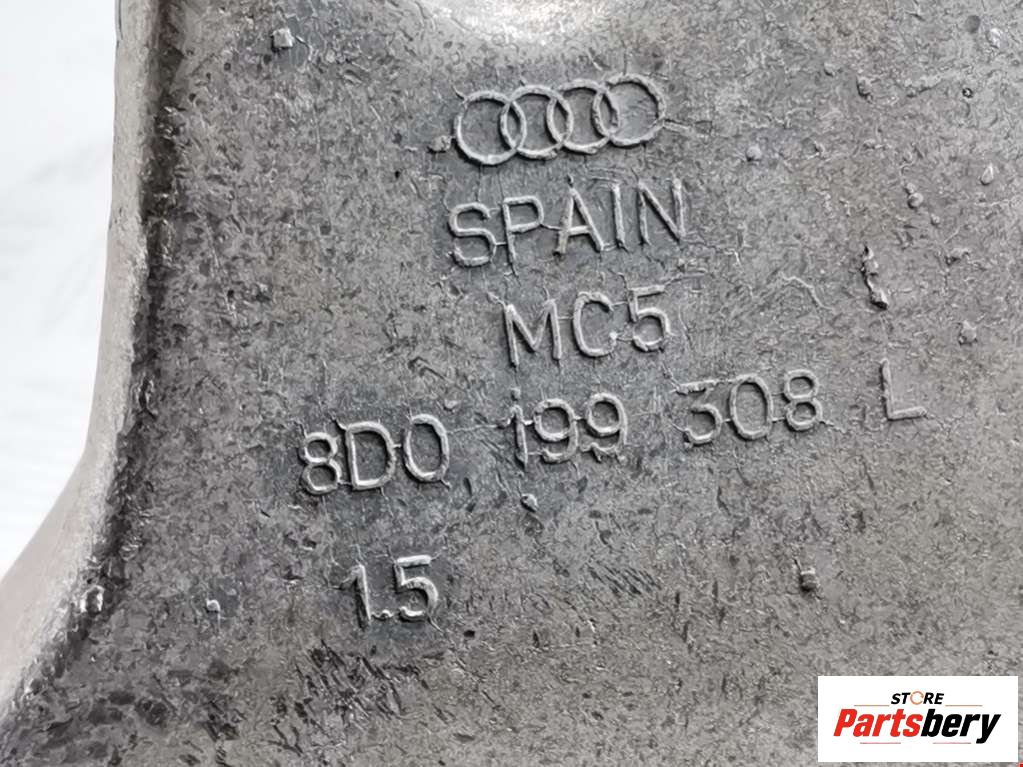 SPAIN
MC5
8D0 199 308 L
1.5
STORE
Partsbery